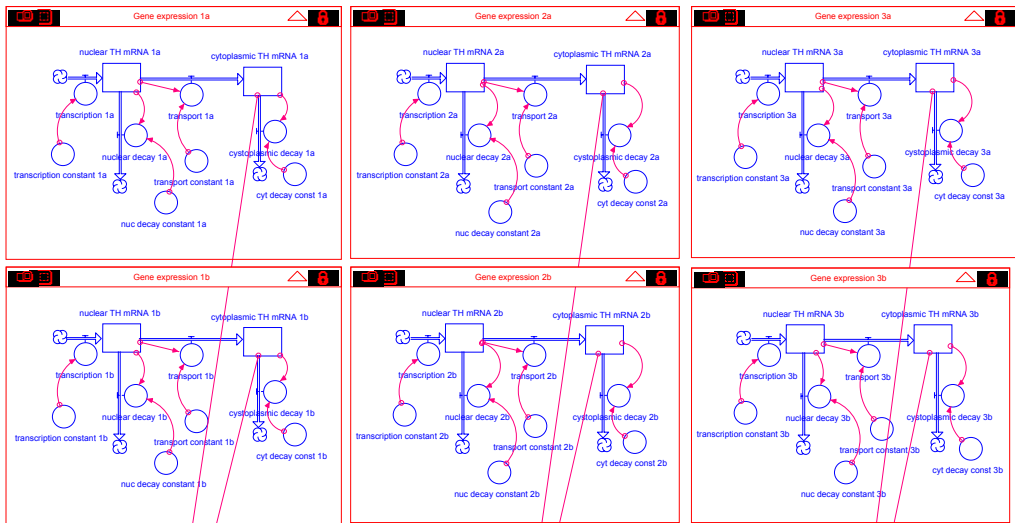 Gene expression 1a
nuclear TH mRNA 1a
cytoplasmic TH mRNA 1a
transcription 1a
transport 1a
nuclear decay 1a
cystoplasmic decay 1a
transcription constant 1a
transport constant 1a
cyt decay const 1a
nuc decay constant 1a
Gene expression 2a
nuclear TH mRNA 2a
cytoplasmic TH mRNA 2a
transcription 2a
transport 2a
nuclear decay 2a
cystoplasmic decay 2a
transcription constant 2a
transport constant 2a
cyt decay const 2a
nuc decay constant 2a
Gene expression 3a
nuclear TH mRNA 3a
cytoplasmic TH mRNA 3a
transcription 3a
transport 3a
nuclear decay 3a
cystoplasmic decay 3a
transcription constant 3a
transport constant 3a
cyt decay const 3a
nuc decay constant 3a
Gene expression 1b
nuclear TH mRNA 1b
cytoplasmic TH mRNA 1b
transcription 1b
transport 1b
nuclear decay 1b
cystoplasmic decay 1b
transcription constant 1b
transport constant 1b
cyt decay const 1b
nuc decay constant 1b
Gene expression 2b
nuclear TH mRNA 2b
cytoplasmic TH mRNA 2b
transcription 2b
transport 2b
nuclear decay 2b
cystoplasmic decay 2b
transcription constant 2b
transport constant 2b
cyt decay const 2b
nuc decay constant 2b
Gene expression 3b
nuclear TH mRNA 3b
cytoplasmic TH mRNA 3b
transcription 3b
transport 3b
nuclear decay 3b
cystoplasmic decay 3b
transcription constant 3b
transport constant 3b
cyt decay const 3b
nuc decay constant 3b